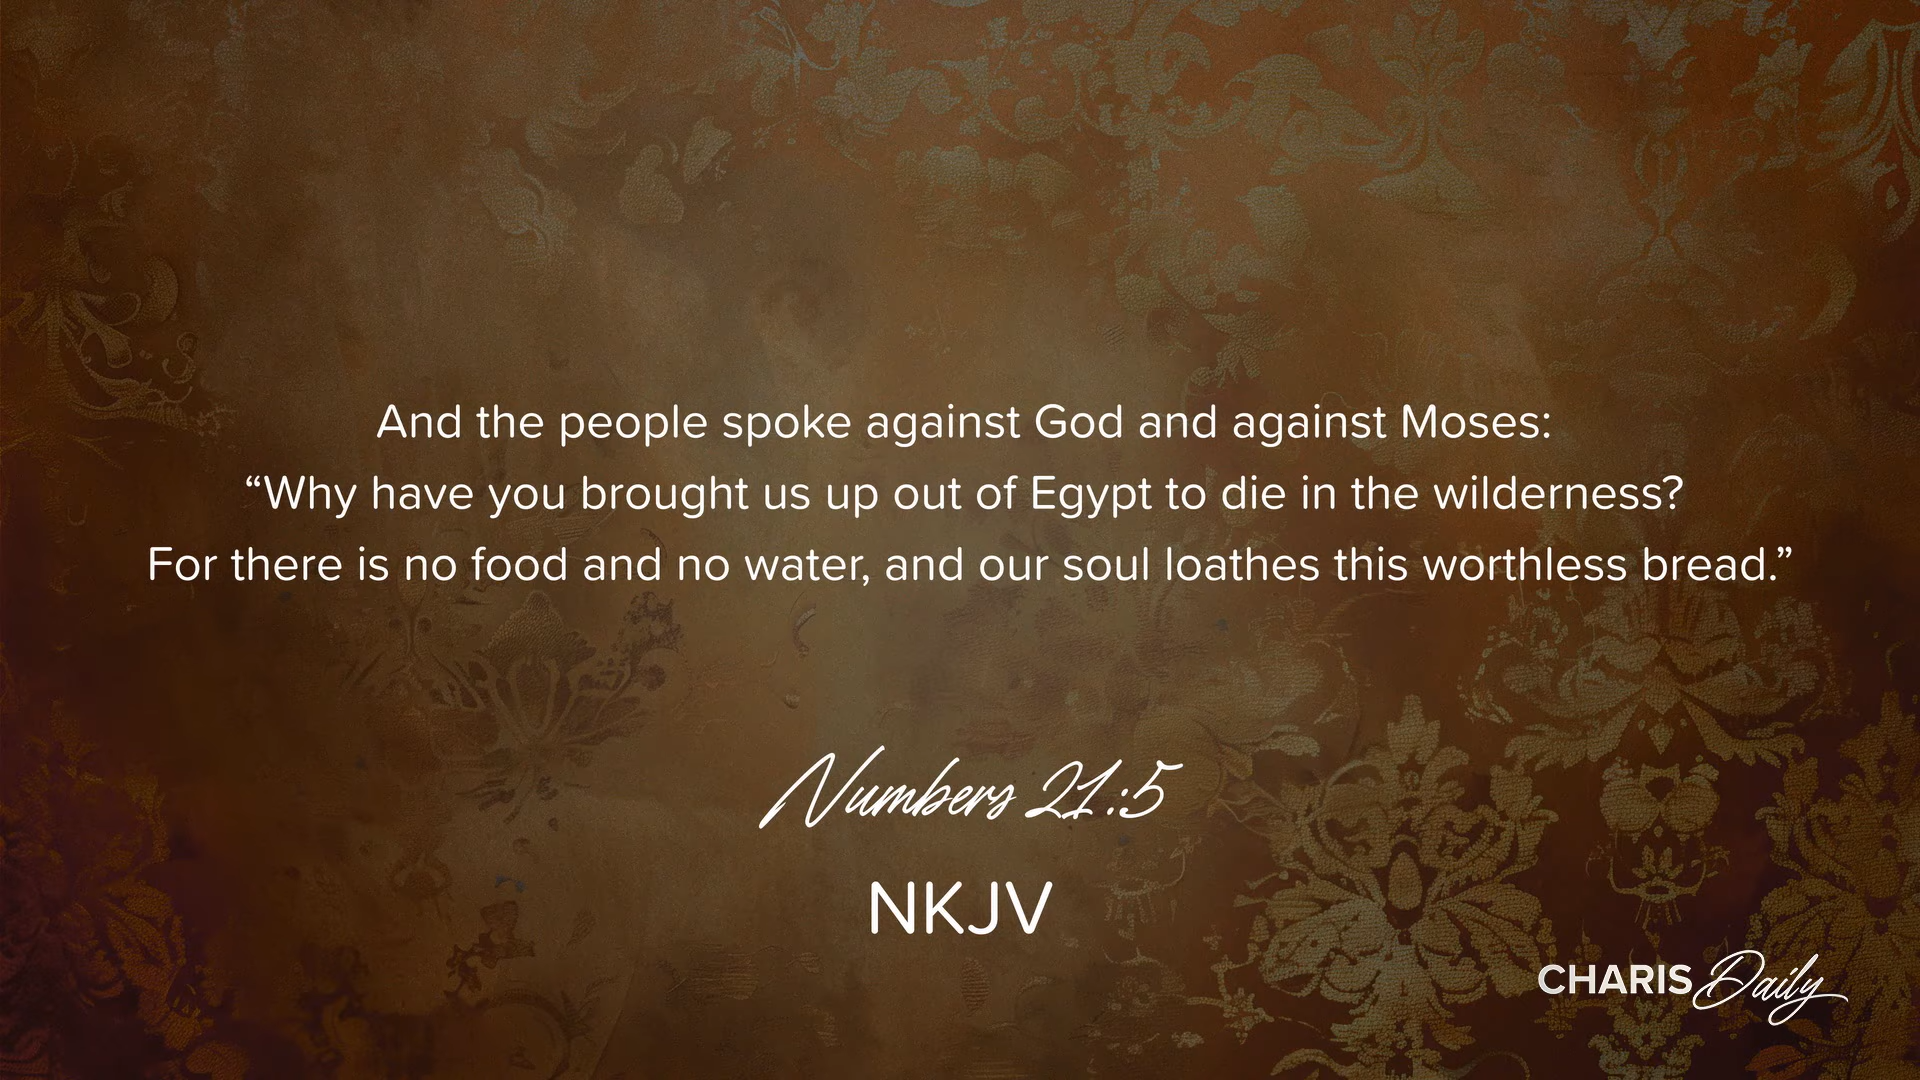 And the people spoke against God and against Moses:
“Why have you brought us up out of Egypt to die in the wilderness?
For there is no food and no water, and our soul loathes this worthless bread.”
Numbers 21:5
NKJV
CHARIS Daily